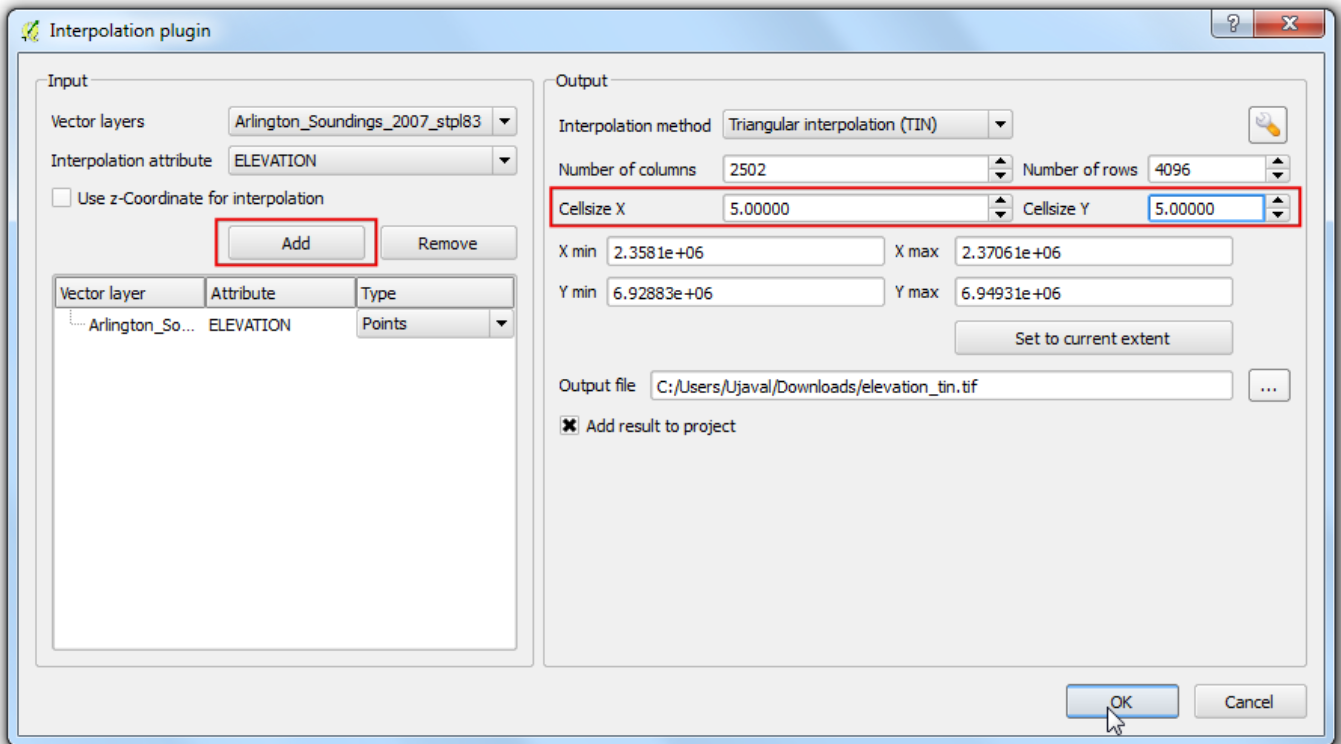 Interpolation plugin
Input
Vector layers Arlington_Soundings_2007_stpl83
Interpolation attribute ELEVATION
Use z-Coordinate for interpolation
Add Remove
Vector layer Attribute Type
Arlington_So... ELEVATION Points
Output
Interpolation method Triangular interpolation (TIN)
Number of columns 2502 Number of rows 4096
Cellsize X 5.00000 Cellsize Y 5.00000
X min 2.3581e+06 X max 2.37061e+06
Y min 6.92883e+06 Y max 6.94931e+06
Set to current extent
Output file C:/Users/Ujaval/Downloads/elevation_tin.tif ...
Add result to project
OK Cancel